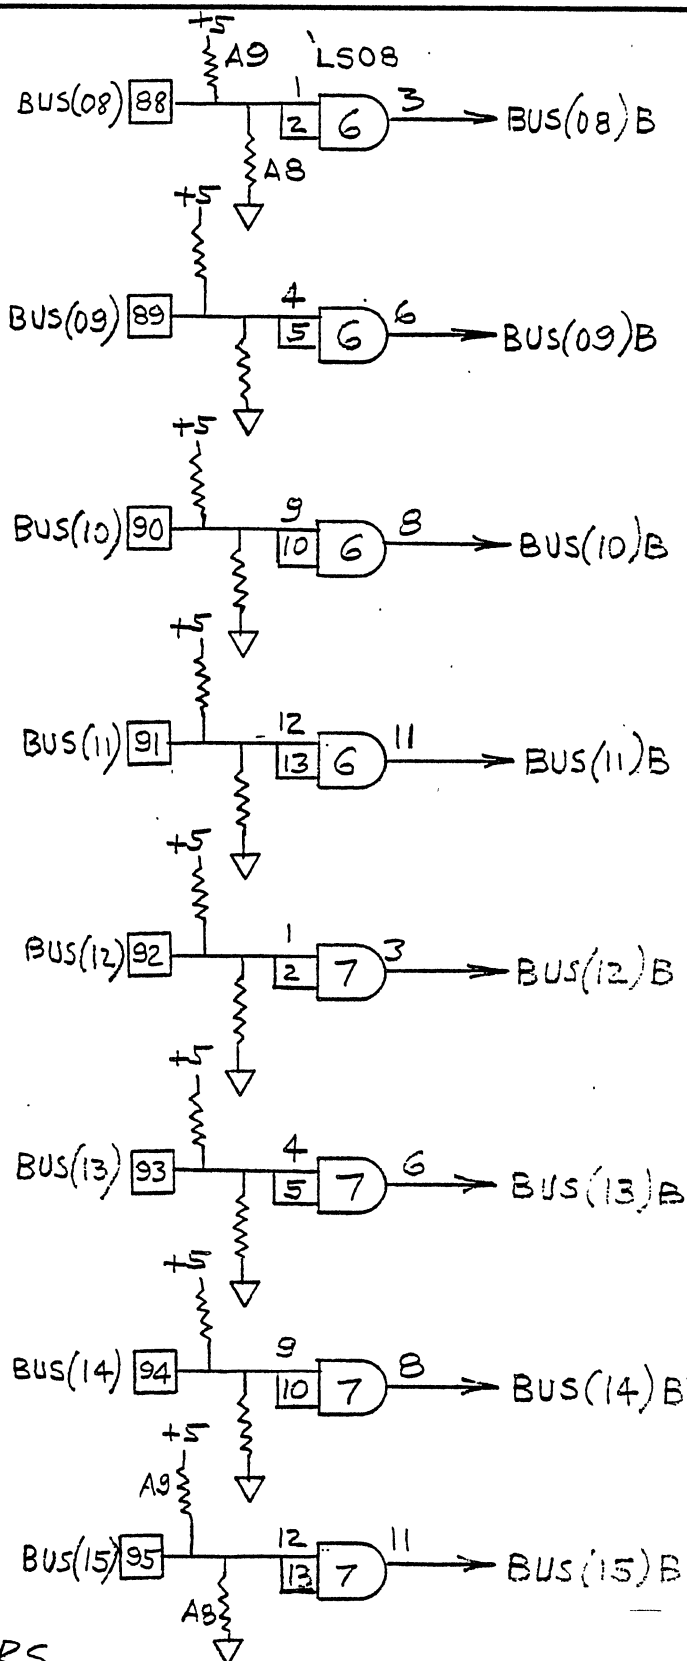 +5
A9 'LS08
BUS(08) 88 1 2 6 3 BUS(08)B
A8
+5
BUS(09) 89 4 5 6 6 BUS(09)B
+5
BUS(10) 90 9 10 6 8 BUS(10)B
+5
BUS(11) 91 12 13 6 11 BUS(11)B
+5
BUS(12) 92 1 2 7 3 BUS(12)B
+5
BUS(13) 93 4 5 7 6 BUS(13)B
+5
BUS(14) 94 9 10 7 8 BUS(14)B
+5
A9
BUS(15) 95 12 13 7 11 BUS(15)B
A8